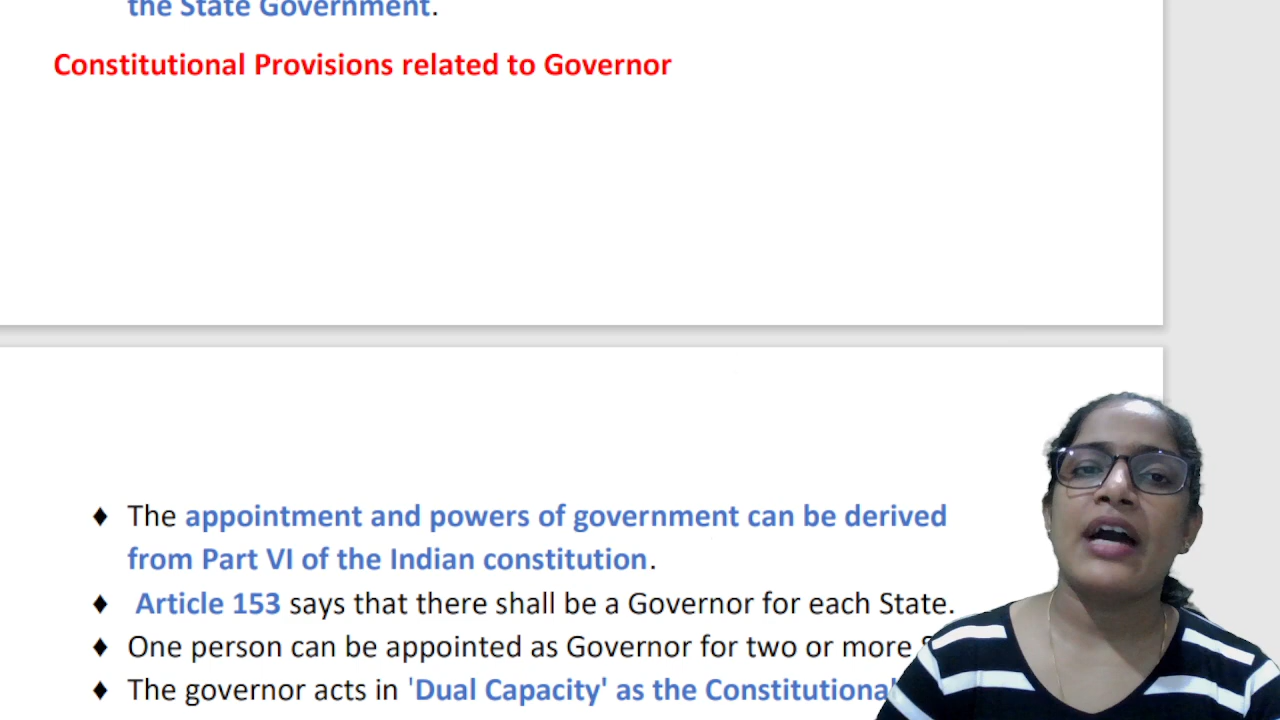 the State Government.
Constitutional Provisions related to Governor
♦ The appointment and powers of government can be derived
from Part VI of the Indian constitution.
♦ Article 153 says that there shall be a Governor for each State.
♦ One person can be appointed as Governor for two or more
♦ The governor acts in 'Dual Capacity' as the Constitutional